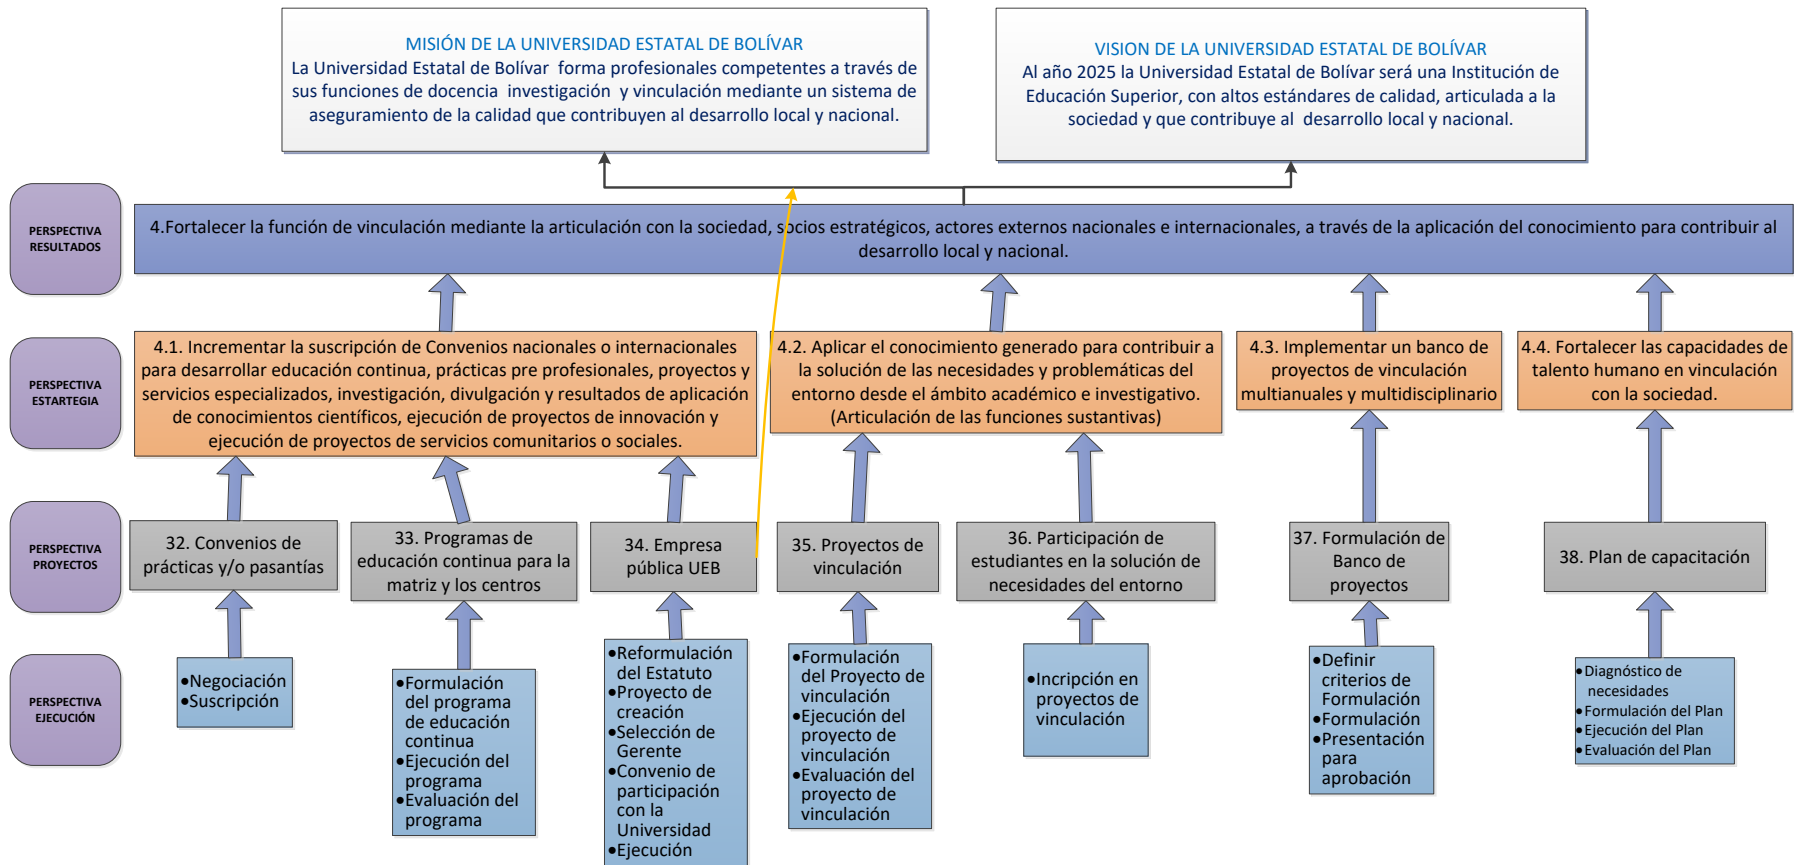 MISIÓN DE LA UNIVERSIDAD ESTATAL DE BOLÍVAR
La Universidad Estatal de Bolívar forma profesionales competentes a través de
sus funciones de docencia investigación y vinculación mediante un sistema de
aseguramiento de la calidad que contribuyen al desarrollo local y nacional.
VISION DE LA UNIVERSIDAD ESTATAL DE BOLÍVAR
Al año 2025 la Universidad Estatal de Bolívar será una Institución de
Educación Superior, con altos estándares de calidad, articulada a la
sociedad y que contribuye al desarrollo local y nacional.
PERSPECTIVA
RESULTADOS
4.Fortalecer la función de vinculación mediante la articulación con la sociedad, socios estratégicos, actores externos nacionales e internacionales, a través de la aplicación del conocimiento para contribuir al
desarrollo local y nacional.
PERSPECTIVA
ESTARTEGIA
4.1. Incrementar la suscripción de Convenios nacionales o internacionales
para desarrollar educación continua, prácticas pre profesionales, proyectos y
servicios especializados, investigación, divulgación y resultados de aplicación
de conocimientos científicos, ejecución de proyectos de innovación y
ejecución de proyectos de servicios comunitarios o sociales.
4.2. Aplicar el conocimiento generado para contribuir a
la solución de las necesidades y problemáticas del
entorno desde el ámbito académico e investigativo.
(Articulación de las funciones sustantivas)
4.3. Implementar un banco de
proyectos de vinculación
multianuales y multidisciplinario
4.4. Fortalecer las capacidades de
talento humano en vinculación
con la sociedad.
PERSPECTIVA
PROYECTOS
32. Convenios de
prácticas y/o pasantías
33. Programas de
educación continua para la
matriz y los centros
34. Empresa
pública UEB
35. Proyectos de
vinculación
36. Participación de
estudiantes en la solución de
necesidades del entorno
37. Formulación de
Banco de
proyectos
38. Plan de capacitación
PERSPECTIVA
EJECUCIÓN
•Negociación
•Suscripción
•Formulación
del programa
de educación
continua
•Ejecución del
programa
•Evaluación del
programa
•Reformulación
del Estatuto
•Proyecto de
creación
•Selección de
Gerente
•Convenio de
participación
con la
Universidad
•Ejecución
•Formulación
del Proyecto de
vinculación
•Ejecución del
proyecto de
vinculación
•Evaluación del
proyecto de
vinculación
•Incripción en
proyectos de
vinculación
•Definir
criterios de
Formulación
•Formulación
•Presentación
para
aprobación
•Diagnóstico de
necesidades
•Formulación del Plan
•Ejecución del Plan
•Evaluación del Plan